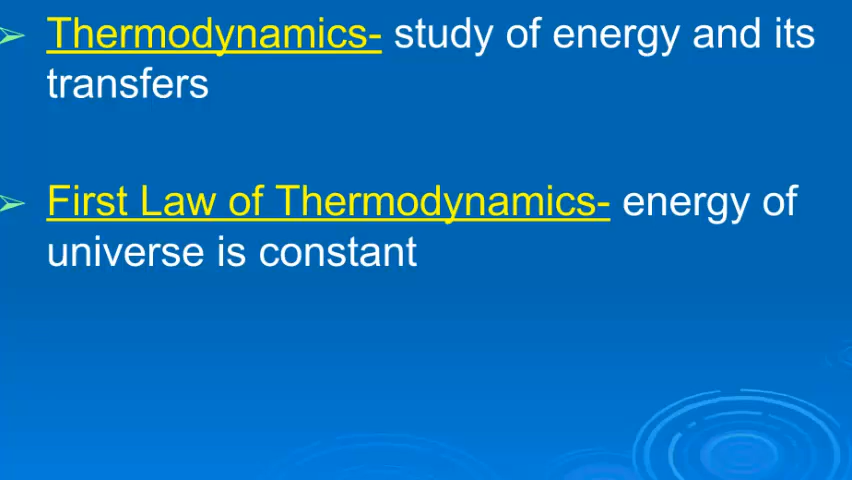 ➢ Thermodynamics- study of energy and its
transfers
➢ First Law of Thermodynamics- energy of
universe is constant